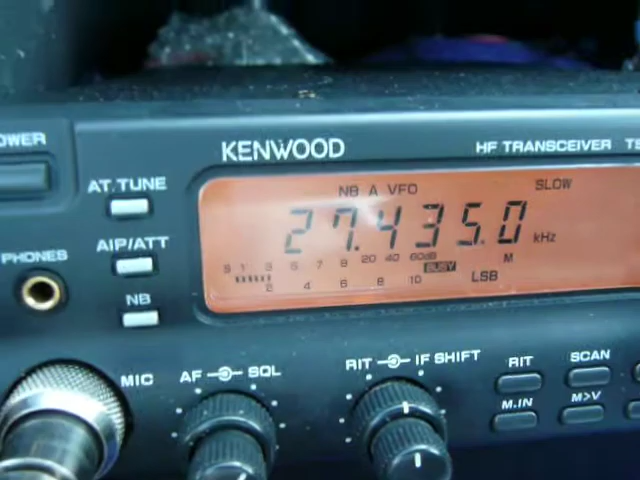 KENWOOD
HF TRANSCEIVER TS
POWER
AT.TUNE
AIP/ATT
PHONES
NB
MIC
NB A VFO SLOW
27.435.0 kHz
S 1 3 5 7 9 20 40 60dB
BUSY M
2 4 6 8 10 LSB
AF SQL
RIT IF SHIFT
RIT SCAN
M.IN M>V